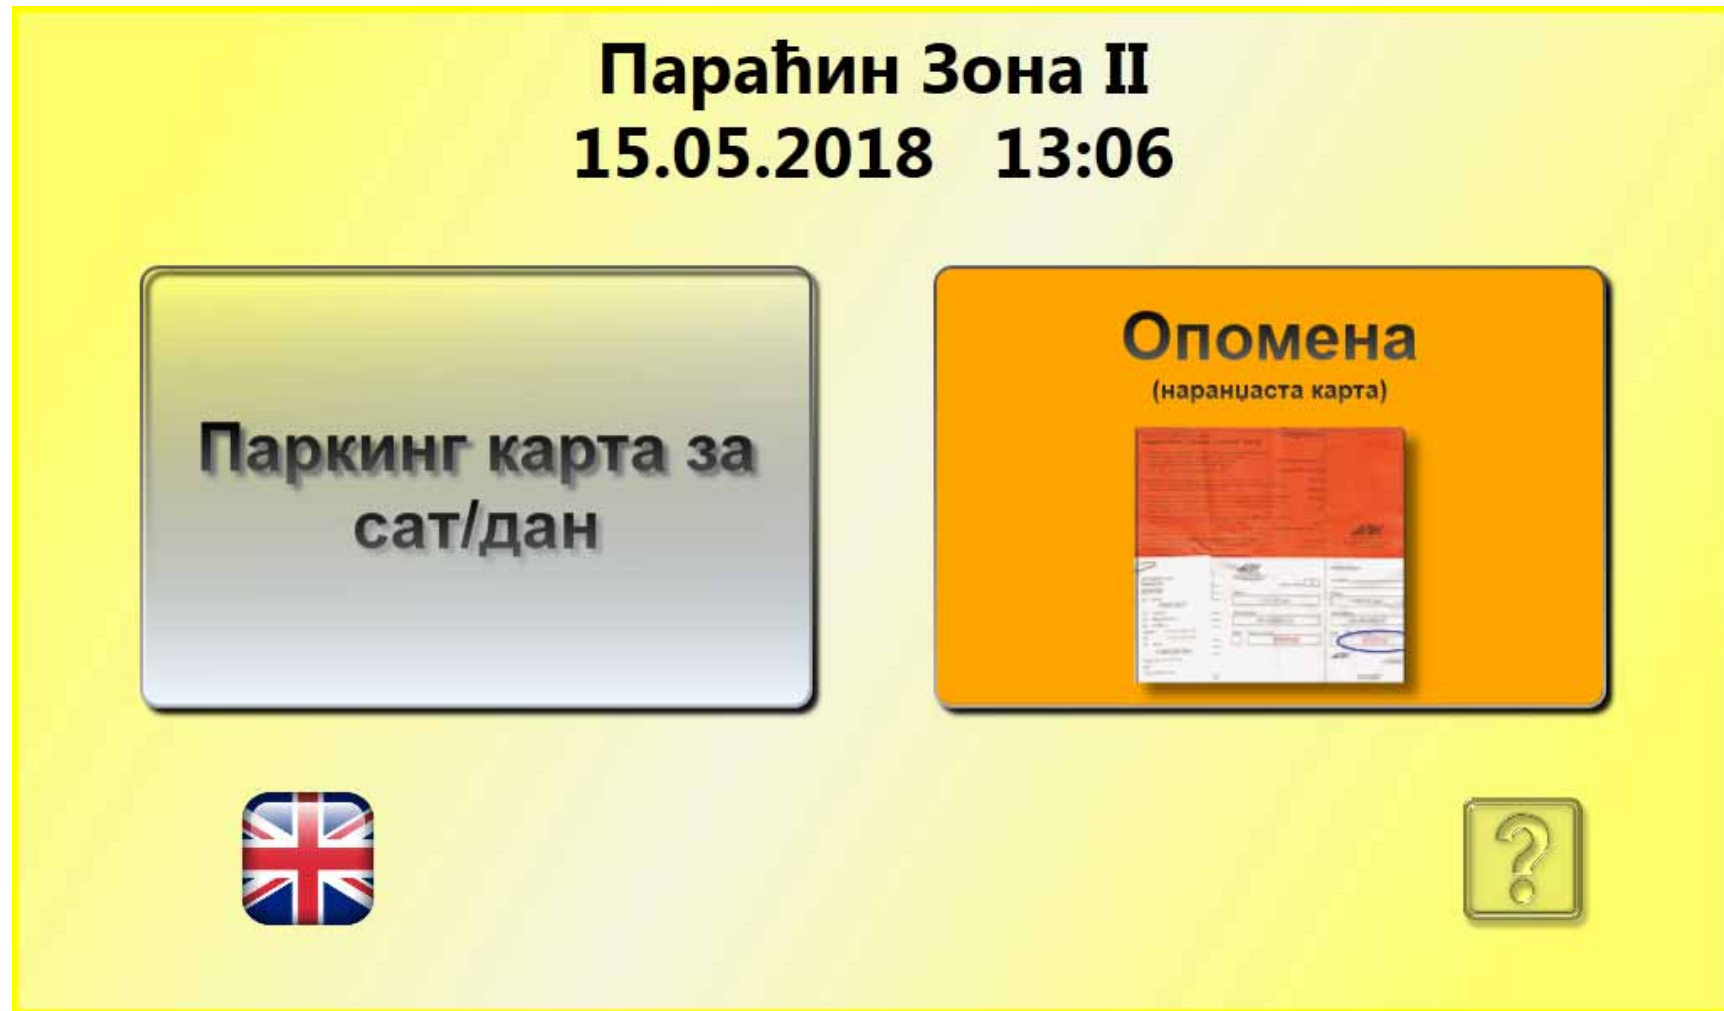 Параћин Зона II
15.05.2018 13:06
Паркинг карта за
сат/дан
Опомена
(наранџаста карта)